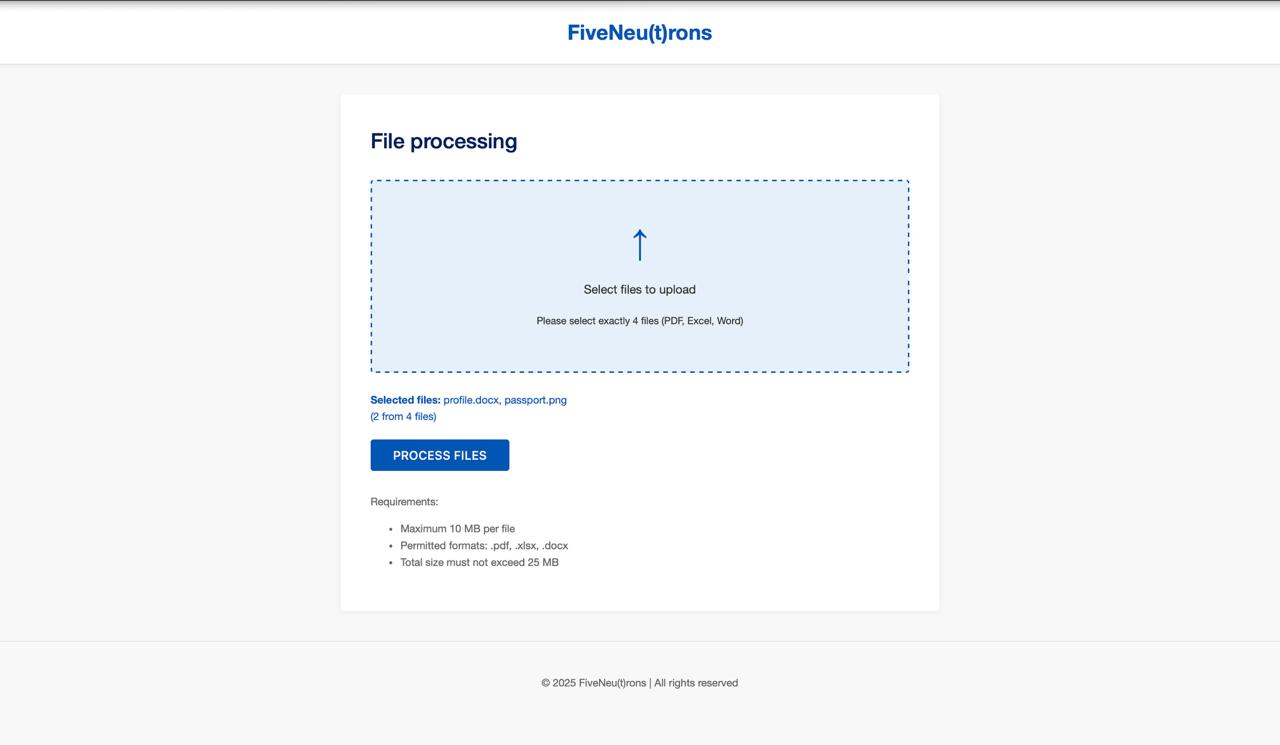 FiveNeu(t)rons
File processing
↑
Select files to upload
Please select exactly 4 files (PDF, Excel, Word)
Selected files: profile.docx, passport.png
(2 from 4 files)
PROCESS FILES
Requirements:
• Maximum 10 MB per file
• Permitted formats: .pdf, .xlsx, .docx
• Total size must not exceed 25 MB
© 2025 FiveNeu(t)rons | All rights reserved